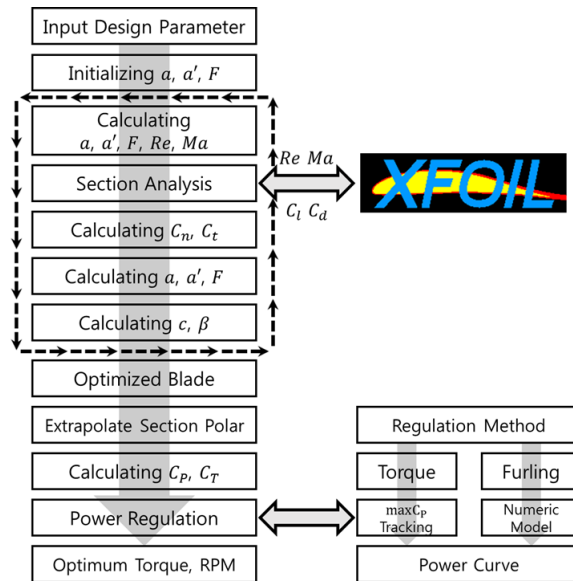 Input Design Parameter
Initializing a, a′, F
Calculating
a, a′, F, Re, Ma
Section Analysis
Calculating Cn, Ct
Calculating a, a′, F
Calculating c, β
Optimized Blade
Extrapolate Section Polar
Calculating CP, CT
Power Regulation
Optimum Torque, RPM
Re Ma
Cl Cd
XFOIL
Regulation Method
Torque
Furling
maxCP
Tracking
Numeric
Model
Power Curve